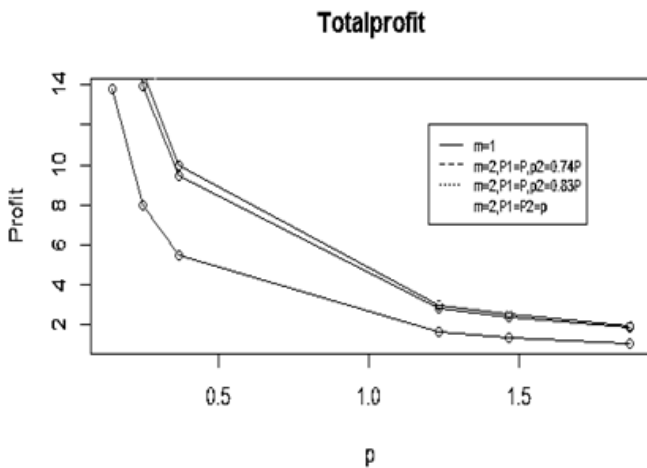 Totalprofit
Profit
14
10
8
6
4
2
m=1
m=2,P1=P,p2=0.74P
m=2,P1=P,p2=0.83P
m=2,P1=P2=p
0.5
1.0
1.5
p